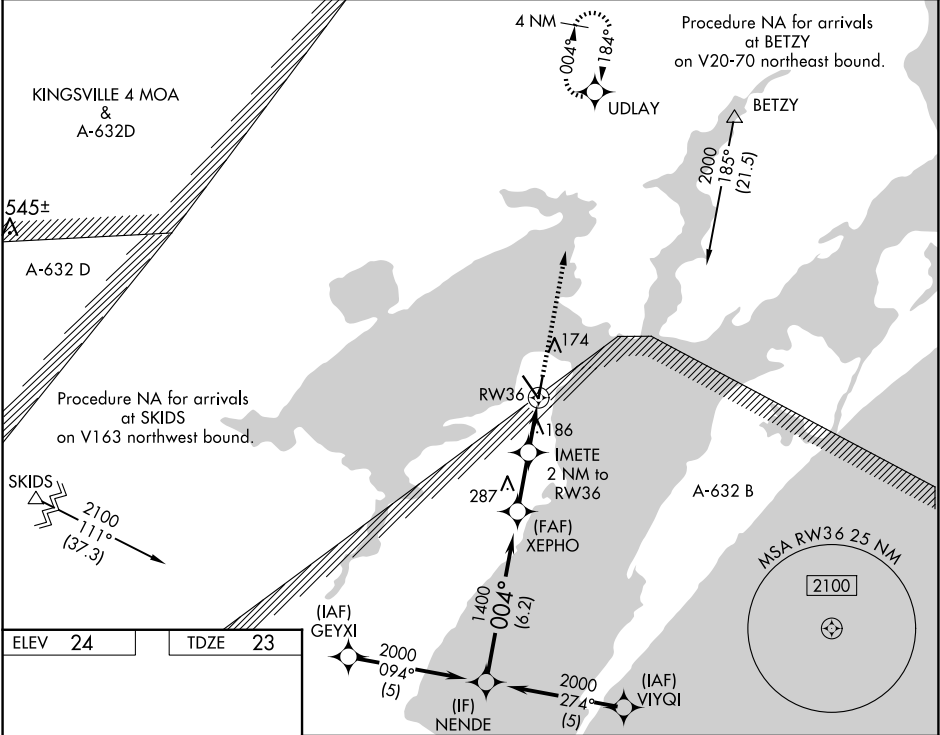 4 NM
004°
184°
UDLAY
Procedure NA for arrivals
at BETZY
on V20-70 northeast bound.
BETZY
2000
185°
(21.5)
KINGSVILLE 4 MOA
&
A-632D
545±
A-632 D
174
RW36
186
IMETE
2 NM to
RW36
287
(FAF)
XEPHO
A-632 B
Procedure NA for arrivals
at SKIDS
on V163 northwest bound.
SKIDS
2100
111°
(37.3)
MSA RW36 25 NM
2100
1400
004°
(6.2)
(IAF)
GEYXI
2000
094°
(5)
(IF)
NENDE
2000
274°
(5)
(IAF)
VIYQI
ELEV 24
TDZE 23